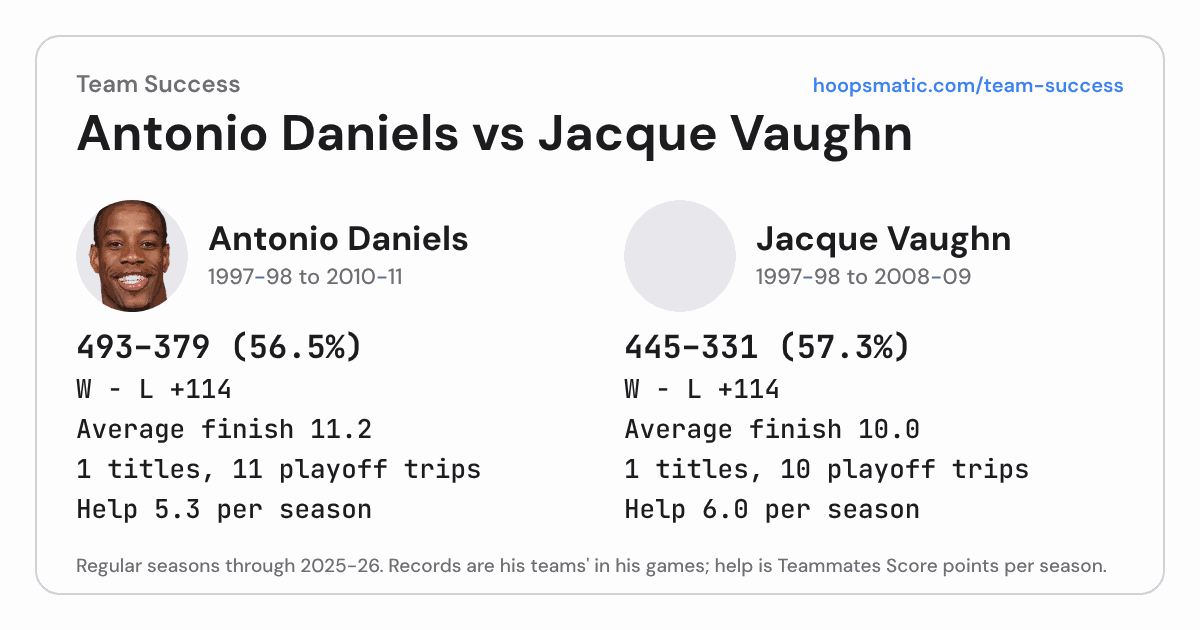 Team Success
hoopsmatic.com/team-success
Antonio Daniels vs Jacque Vaughn
Antonio Daniels
1997-98 to 2010-11
493-379 (56.5%)
W - L +114
Average finish 11.2
1 titles, 11 playoff trips
Help 5.3 per season
Jacque Vaughn
1997-98 to 2008-09
445-331 (57.3%)
W - L +114
Average finish 10.0
1 titles, 10 playoff trips
Help 6.0 per season
Regular seasons through 2025-26. Records are his teams' in his games; help is Teammates Score points per season.